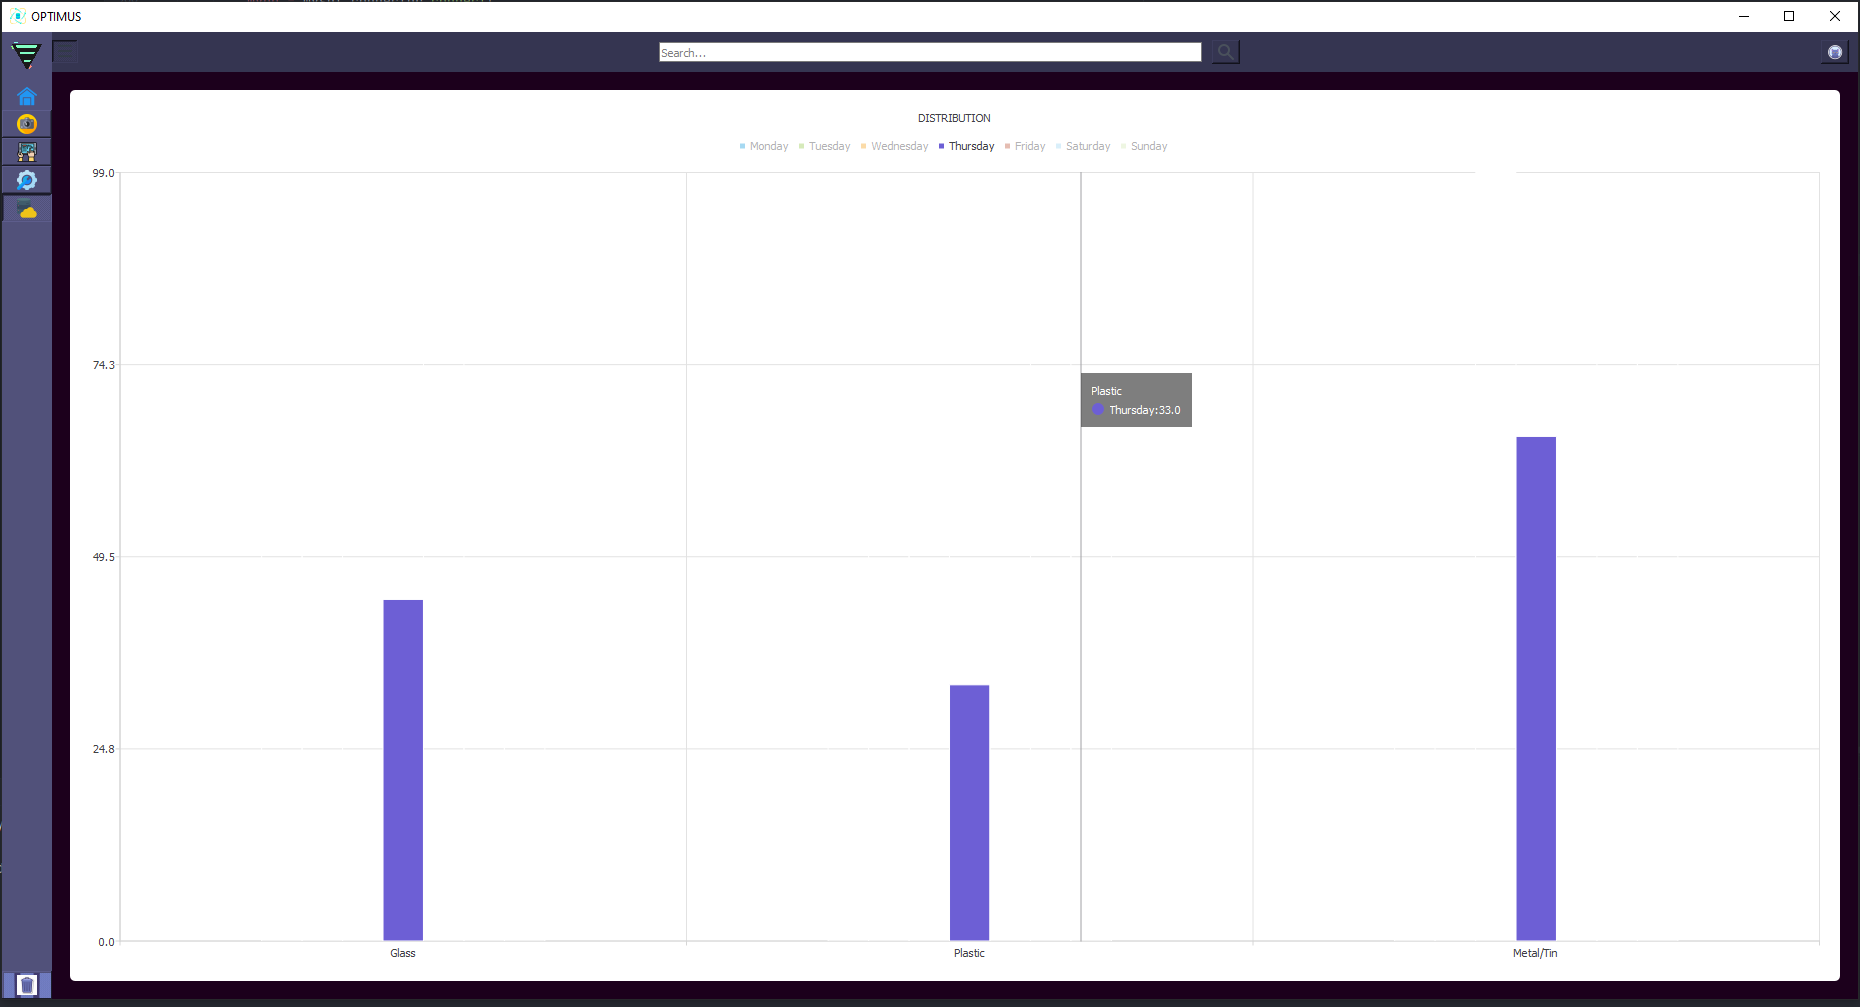 OPTIMUS
Search...
DISTRIBUTION
Monday Tuesday Wednesday Thursday Friday Saturday Sunday
99.0
74.3
Plastic
Thursday:33.0
49.5
24.8
0.0
Glass Plastic Metal/Tin